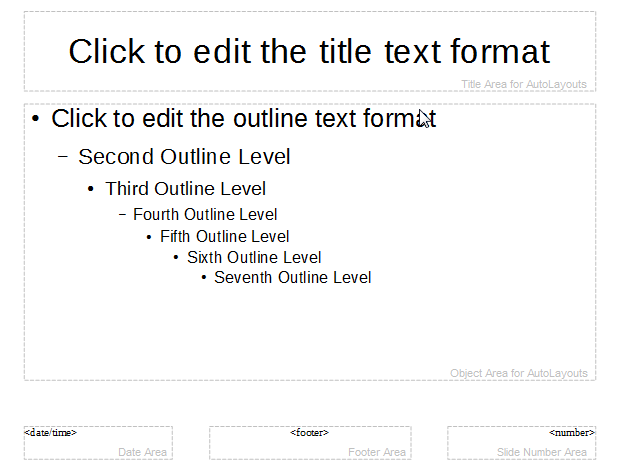 Click to edit the title text format
Title Area for AutoLayouts
• Click to edit the outline text format
– Second Outline Level
• Third Outline Level
– Fourth Outline Level
• Fifth Outline Level
• Sixth Outline Level
• Seventh Outline Level
Object Area for AutoLayouts
<date/time>
Date Area
<footer>
Footer Area
<number>
Slide Number Area